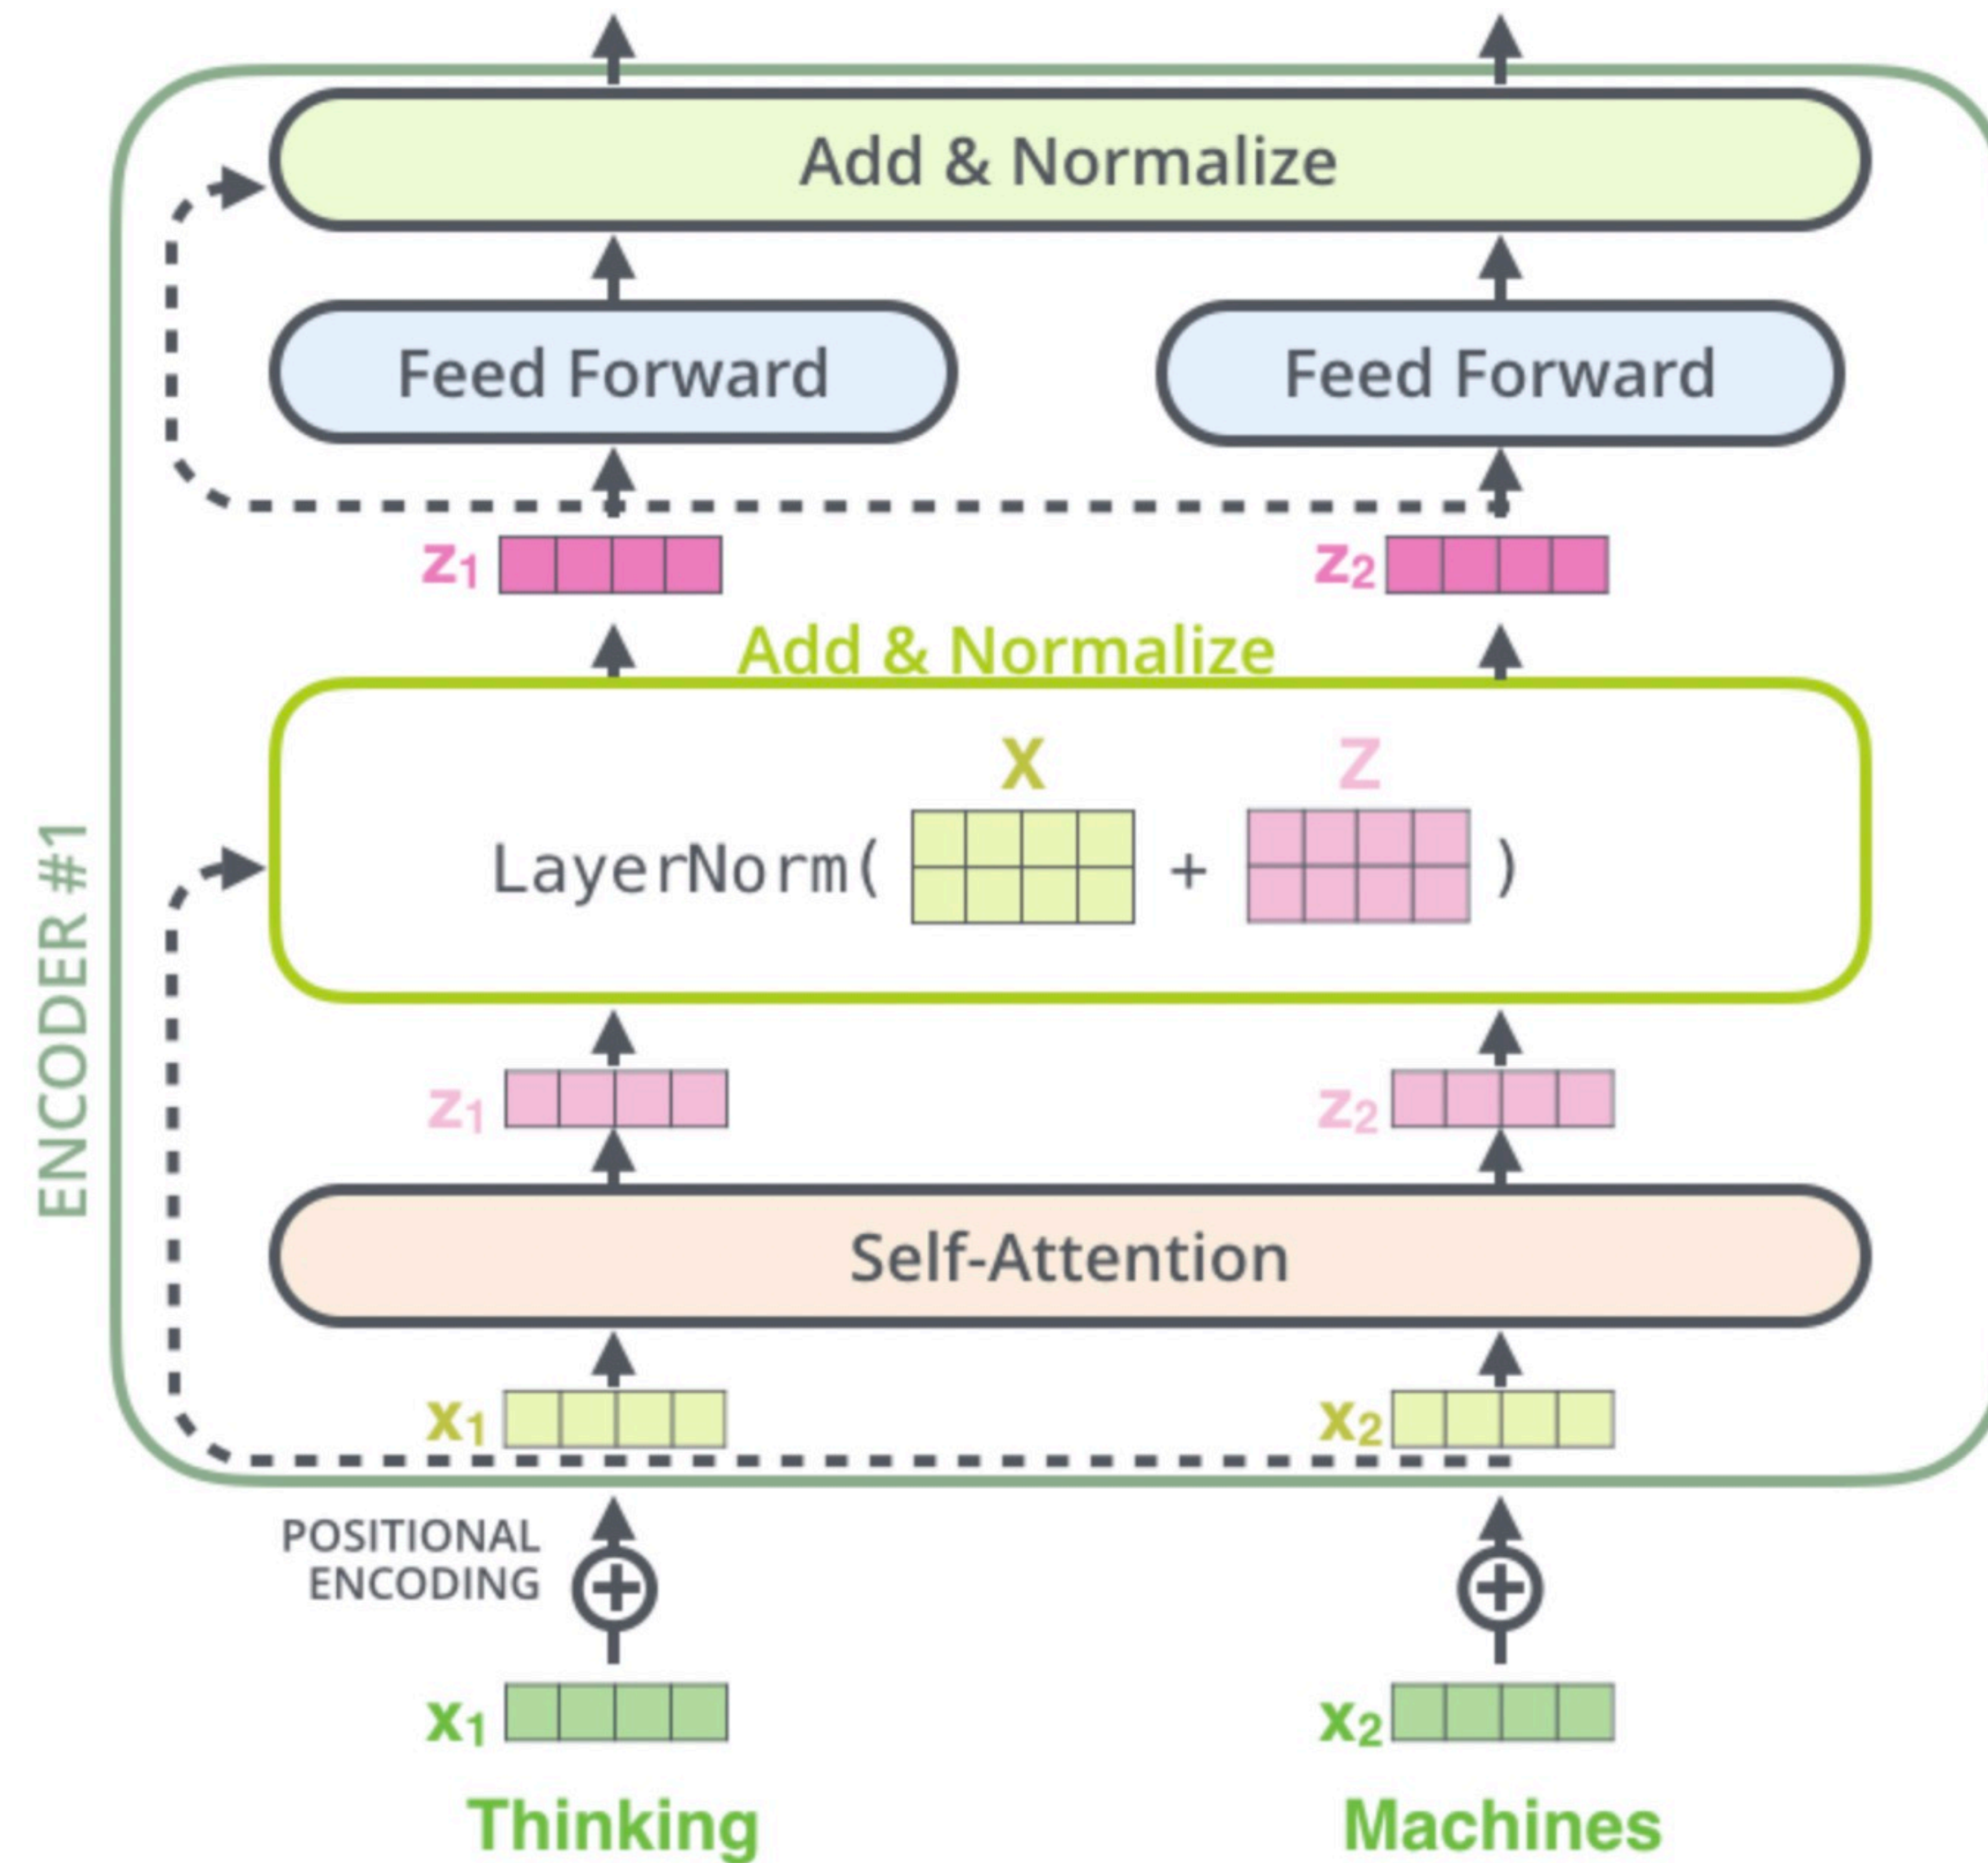 Add & Normalize
Feed Forward
Feed Forward
z1
z2
Add & Normalize
X
Z
LayerNorm(
+
)
ENCODER #1
z1
z2
Self-Attention
x1
x2
POSITIONAL
ENCODING
x1
x2
Thinking
Machines